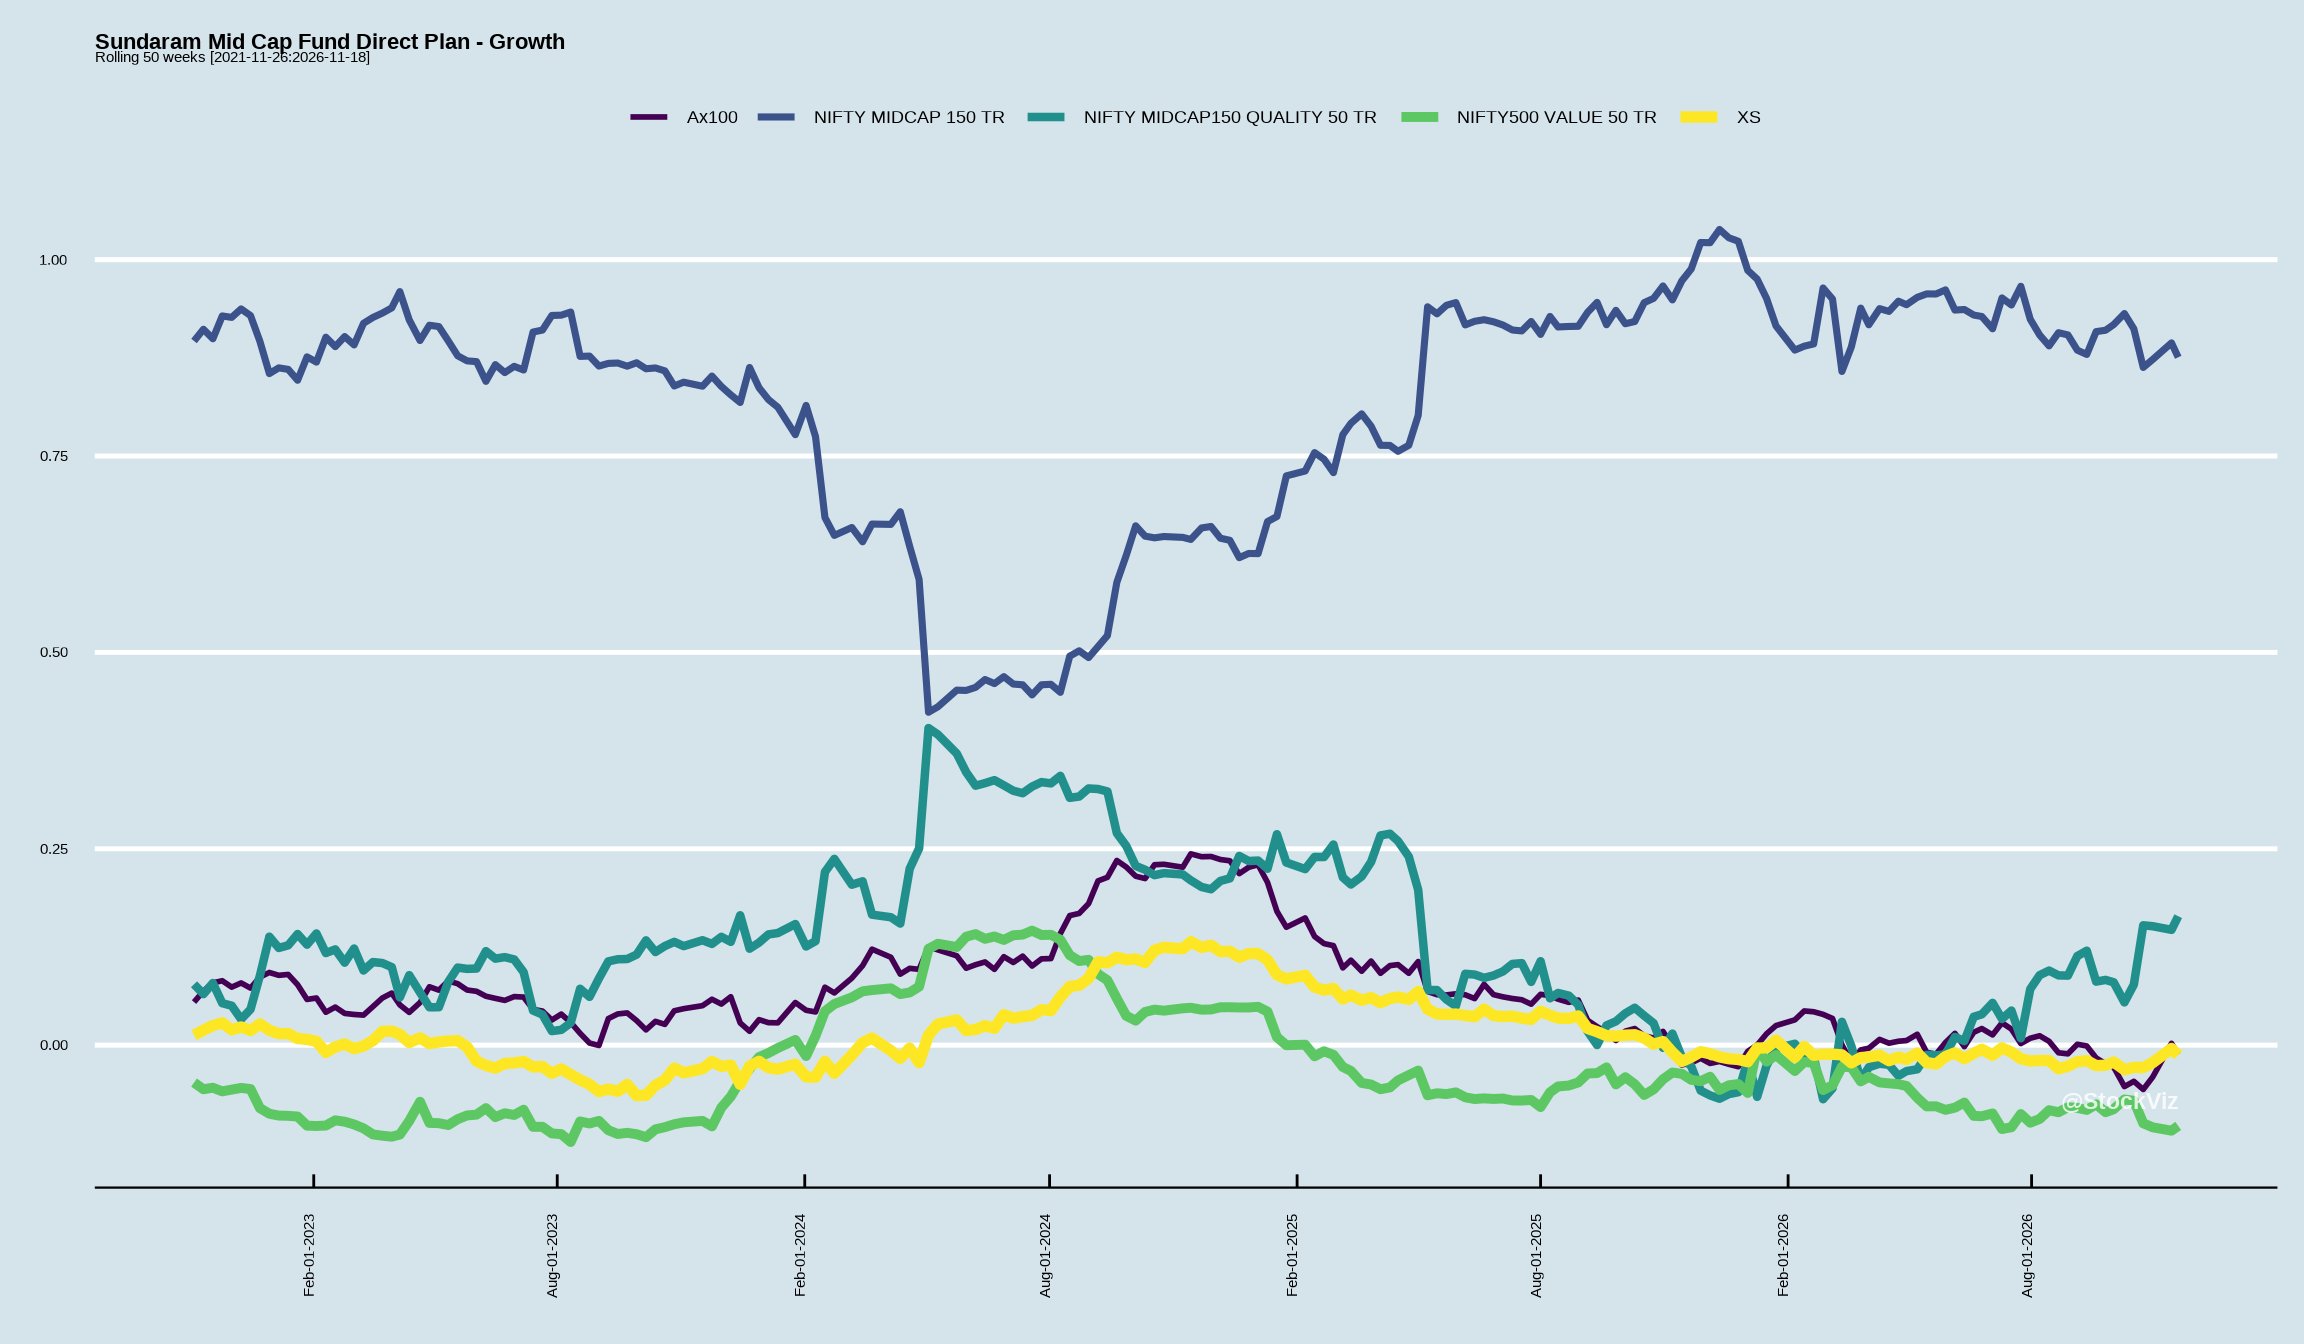 Sundaram Mid Cap Fund Direct Plan - Growth
Rolling 50 weeks [2021-11-26:2026-11-18]
Ax100 NIFTY MIDCAP 150 TR NIFTY MIDCAP150 QUALITY 50 TR NIFTY500 VALUE 50 TR XS
1.00
0.75
0.50
0.25
0.00
@StockViz
Feb-01-2023 Aug-01-2023 Feb-01-2024 Aug-01-2024 Feb-01-2025 Aug-01-2025 Feb-01-2026 Aug-01-2026